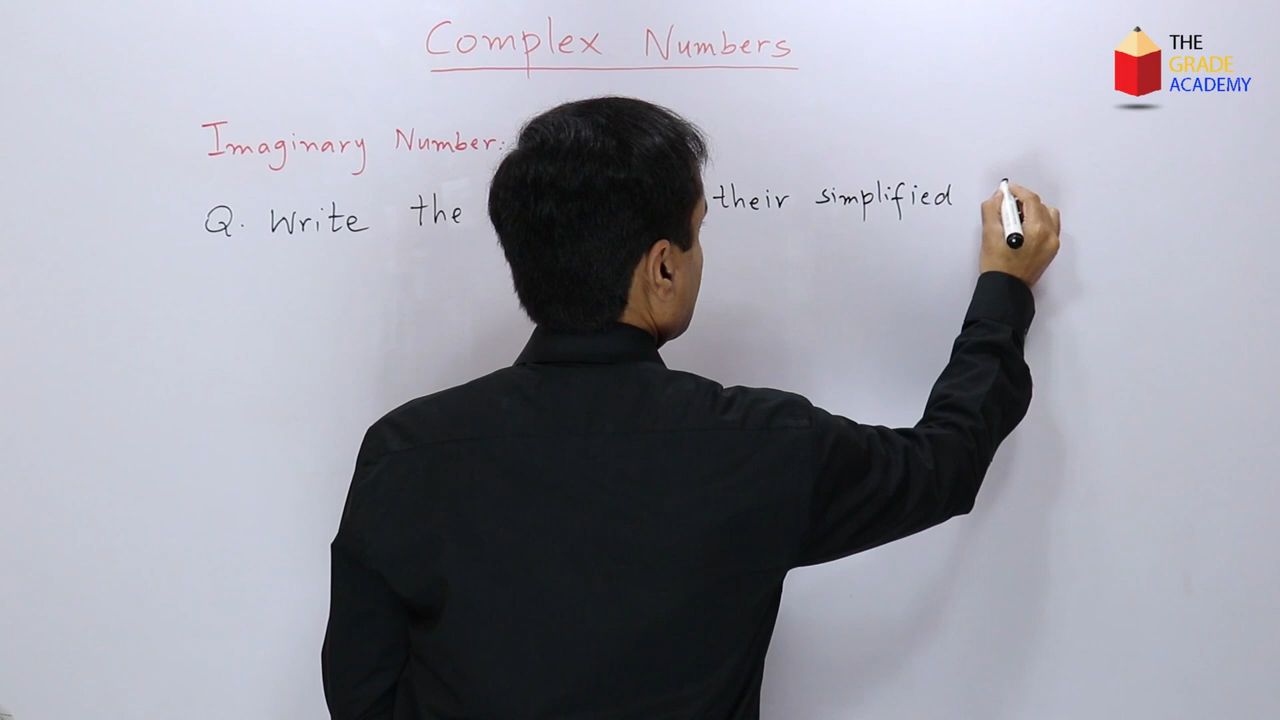 Complex Numbers
THE
GRADE
ACADEMY
Imaginary Number:
Q. Write the their simplified